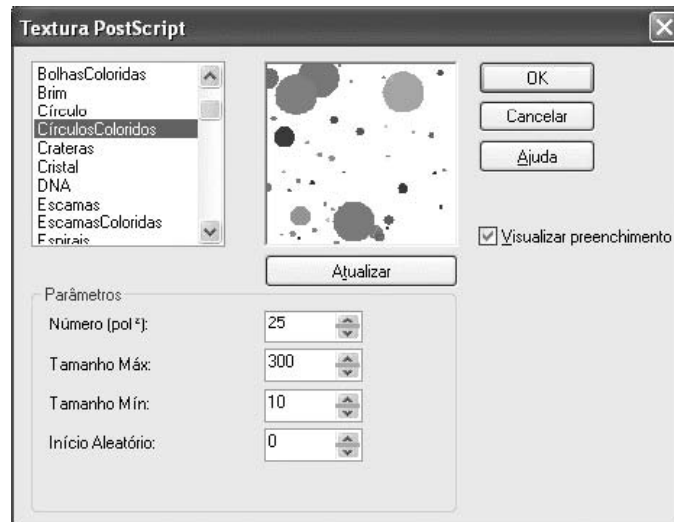 Textura PostScript
BolhasColoridas
Brim
Círculo
CírculosColoridos
Crateras
Cristal
DNA
Escamas
EscamasColoridas
Espirais
OK
Cancelar
Ajuda
Visualizar preenchimento
Atualizar
Parâmetros
Número (pol²): 25
Tamanho Máx: 300
Tamanho Mín: 10
Início Aleatório: 0